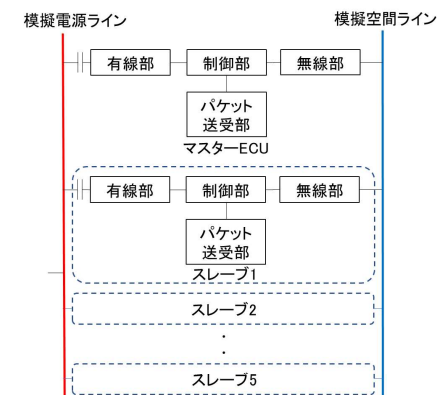 模擬電源ライン
模擬空間ライン
有線部
制御部
無線部
パケット
送受部
マスターECU
有線部
制御部
無線部
パケット
送受部
スレーブ1
スレーブ2
・
・
スレーブ5